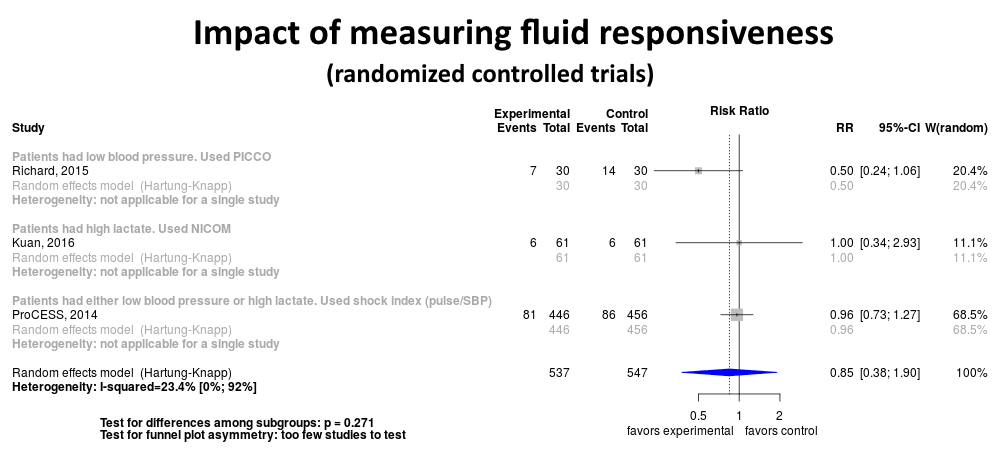 Impact of measuring fluid responsiveness
(randomized controlled trials)
Experimental Control Risk Ratio
Study Events Total Events Total RR 95%-CI W(random)
Patients had low blood pressure. Used PICCO
Richard, 2015 7 30 14 30 0.50 [0.24; 1.06] 20.4%
Random effects model (Hartung-Knapp) 30 30 0.50 20.4%
Heterogeneity: not applicable for a single study
Patients had high lactate. Used NICOM
Kuan, 2016 6 61 6 61 1.00 [0.34; 2.93] 11.1%
Random effects model (Hartung-Knapp) 61 61 1.00 11.1%
Heterogeneity: not applicable for a single study
Patients had either low blood pressure or high lactate. Used shock index (pulse/SBP)
ProCESS, 2014 81 446 86 456 0.96 [0.73; 1.27] 68.5%
Random effects model (Hartung-Knapp) 446 456 0.96 68.5%
Heterogeneity: not applicable for a single study
Random effects model (Hartung-Knapp) 537 547 0.85 [0.38; 1.90] 100%
Heterogeneity: I-squared=23.4% [0%; 92%]
0.5 1 2
favors experimental favors control
Test for differences among subgroups: p = 0.271
Test for funnel plot asymmetry: too few studies to test